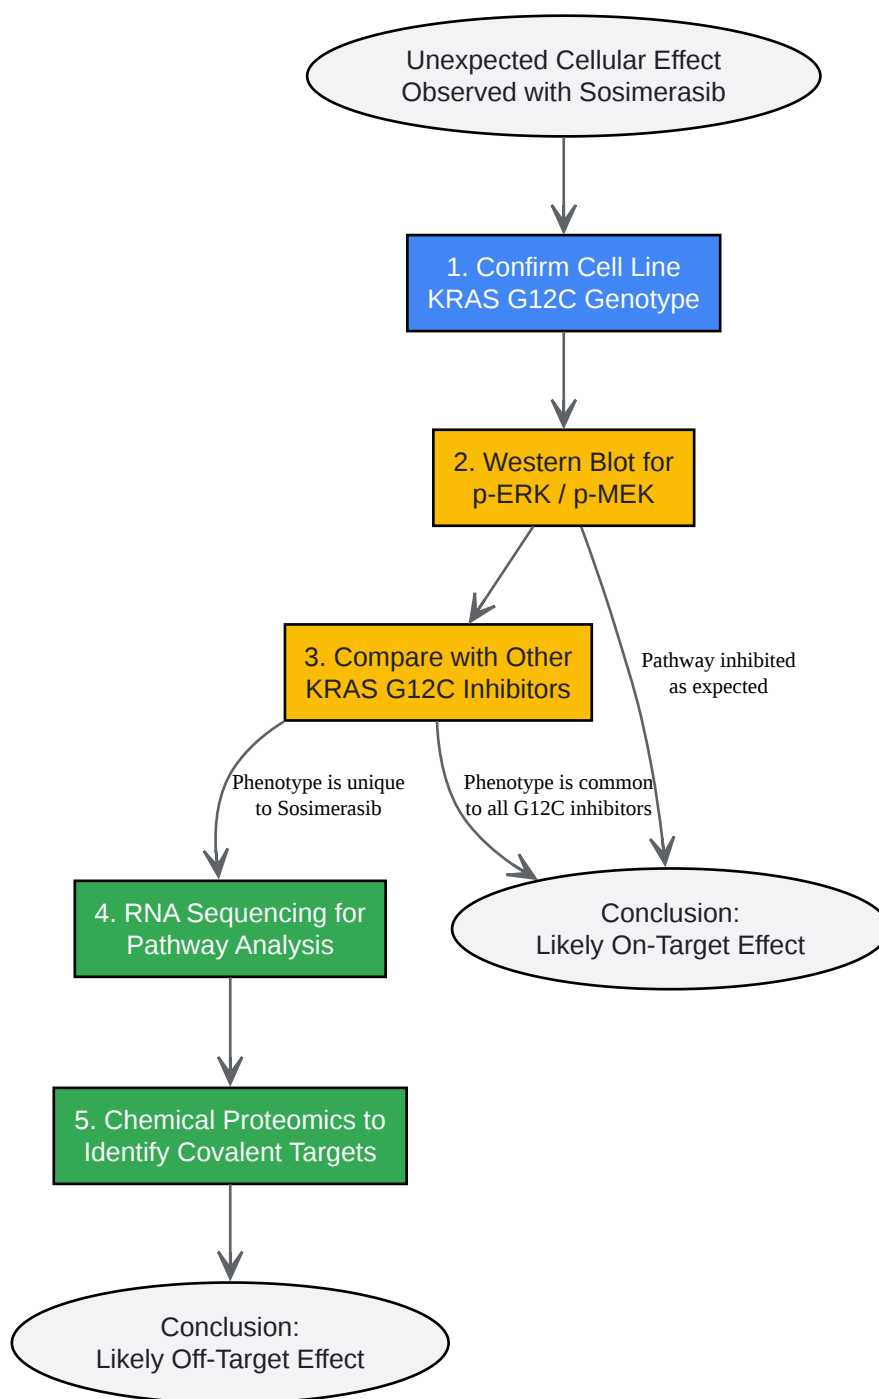 Unexpected Cellular Effect
Observed with Sosimerasib
1. Confirm Cell Line
KRAS G12C Genotype
2. Western Blot for
p-ERK / p-MEK
3. Compare with Other
KRAS G12C Inhibitors
Pathway inhibited
as expected
Phenotype is unique
to Sosimerasib
Phenotype is common
to all G12C inhibitors
4. RNA Sequencing for
Pathway Analysis
Conclusion:
Likely On-Target Effect
5. Chemical Proteomics to
Identify Covalent Targets
Conclusion:
Likely Off-Target Effect